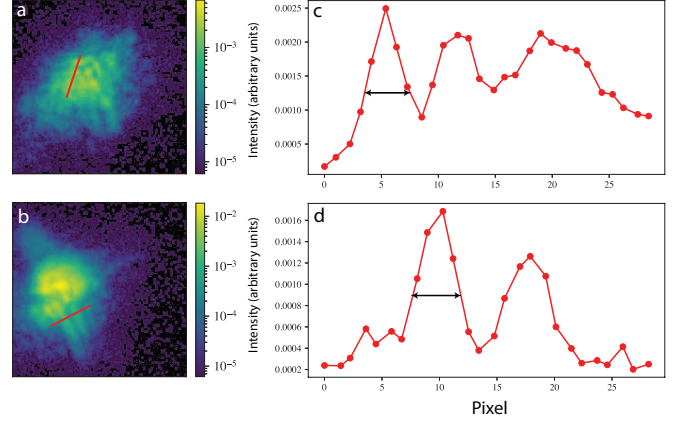 a
10⁻³
10⁻⁴
10⁻⁵
Intensity (arbitrary units)
c
0.0025
0.0020
0.0015
0.0010
0.0005
0 5 10 15 20 25
b
10⁻²
10⁻³
10⁻⁴
10⁻⁵
Intensity (arbitrary units)
d
0.0016
0.0014
0.0012
0.0010
0.0008
0.0006
0.0004
0.0002
0 5 10 15 20 25
Pixel